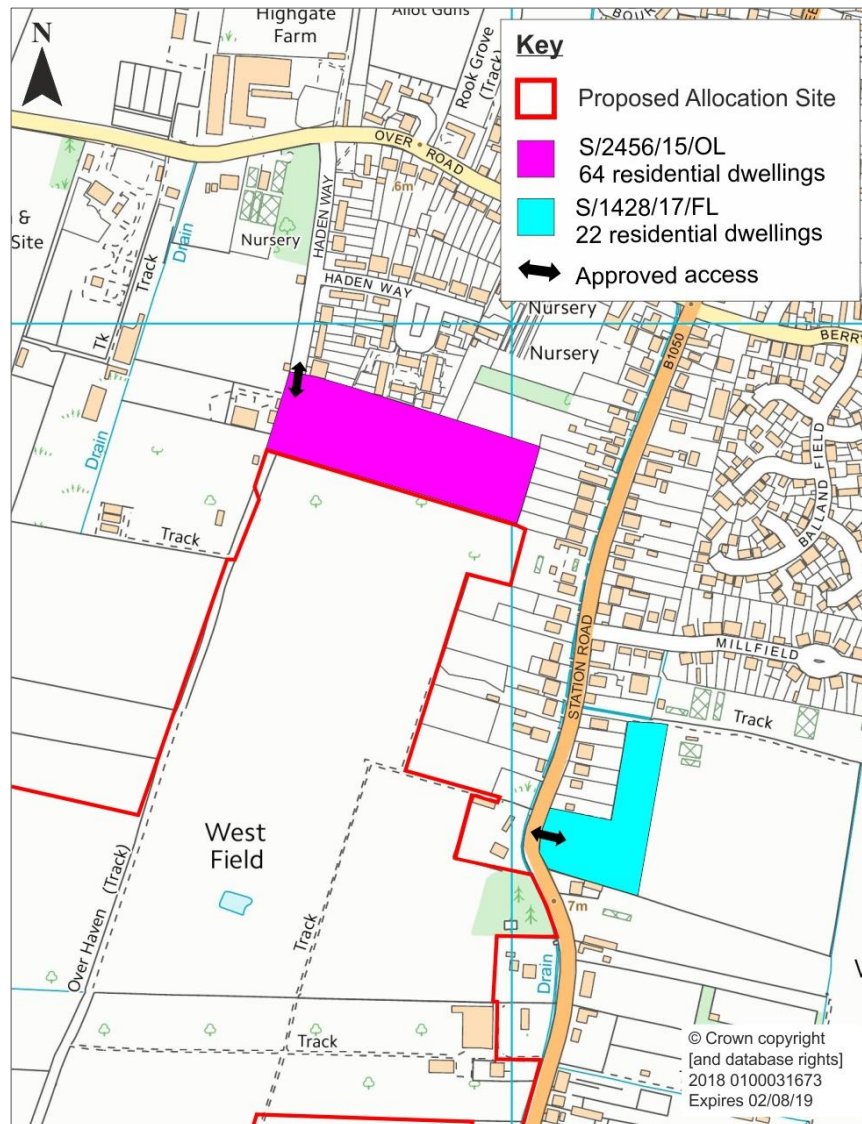 N
Highgate
Farm
Allot Gdns
Rook Grove
(Track)
BOUR
Key
Proposed Allocation Site
S/2456/15/OL
64 residential dwellings
S/1428/17/FL
22 residential dwellings
Approved access
OVER ROAD
6m
&
Site
Track
Drain
Nursery
HADEN WAY
HADEN WAY
Nursery
Nursery
Tk
B1050
BERRY
Drain
BALLAND FIELD
Track
STATION ROAD
MILLFIELD
Track
West
Field
Over Haven (Track)
Track
7m
Drain
Track
W
© Crown copyright
[and database rights]
2018 0100031673
Expires 02/08/19